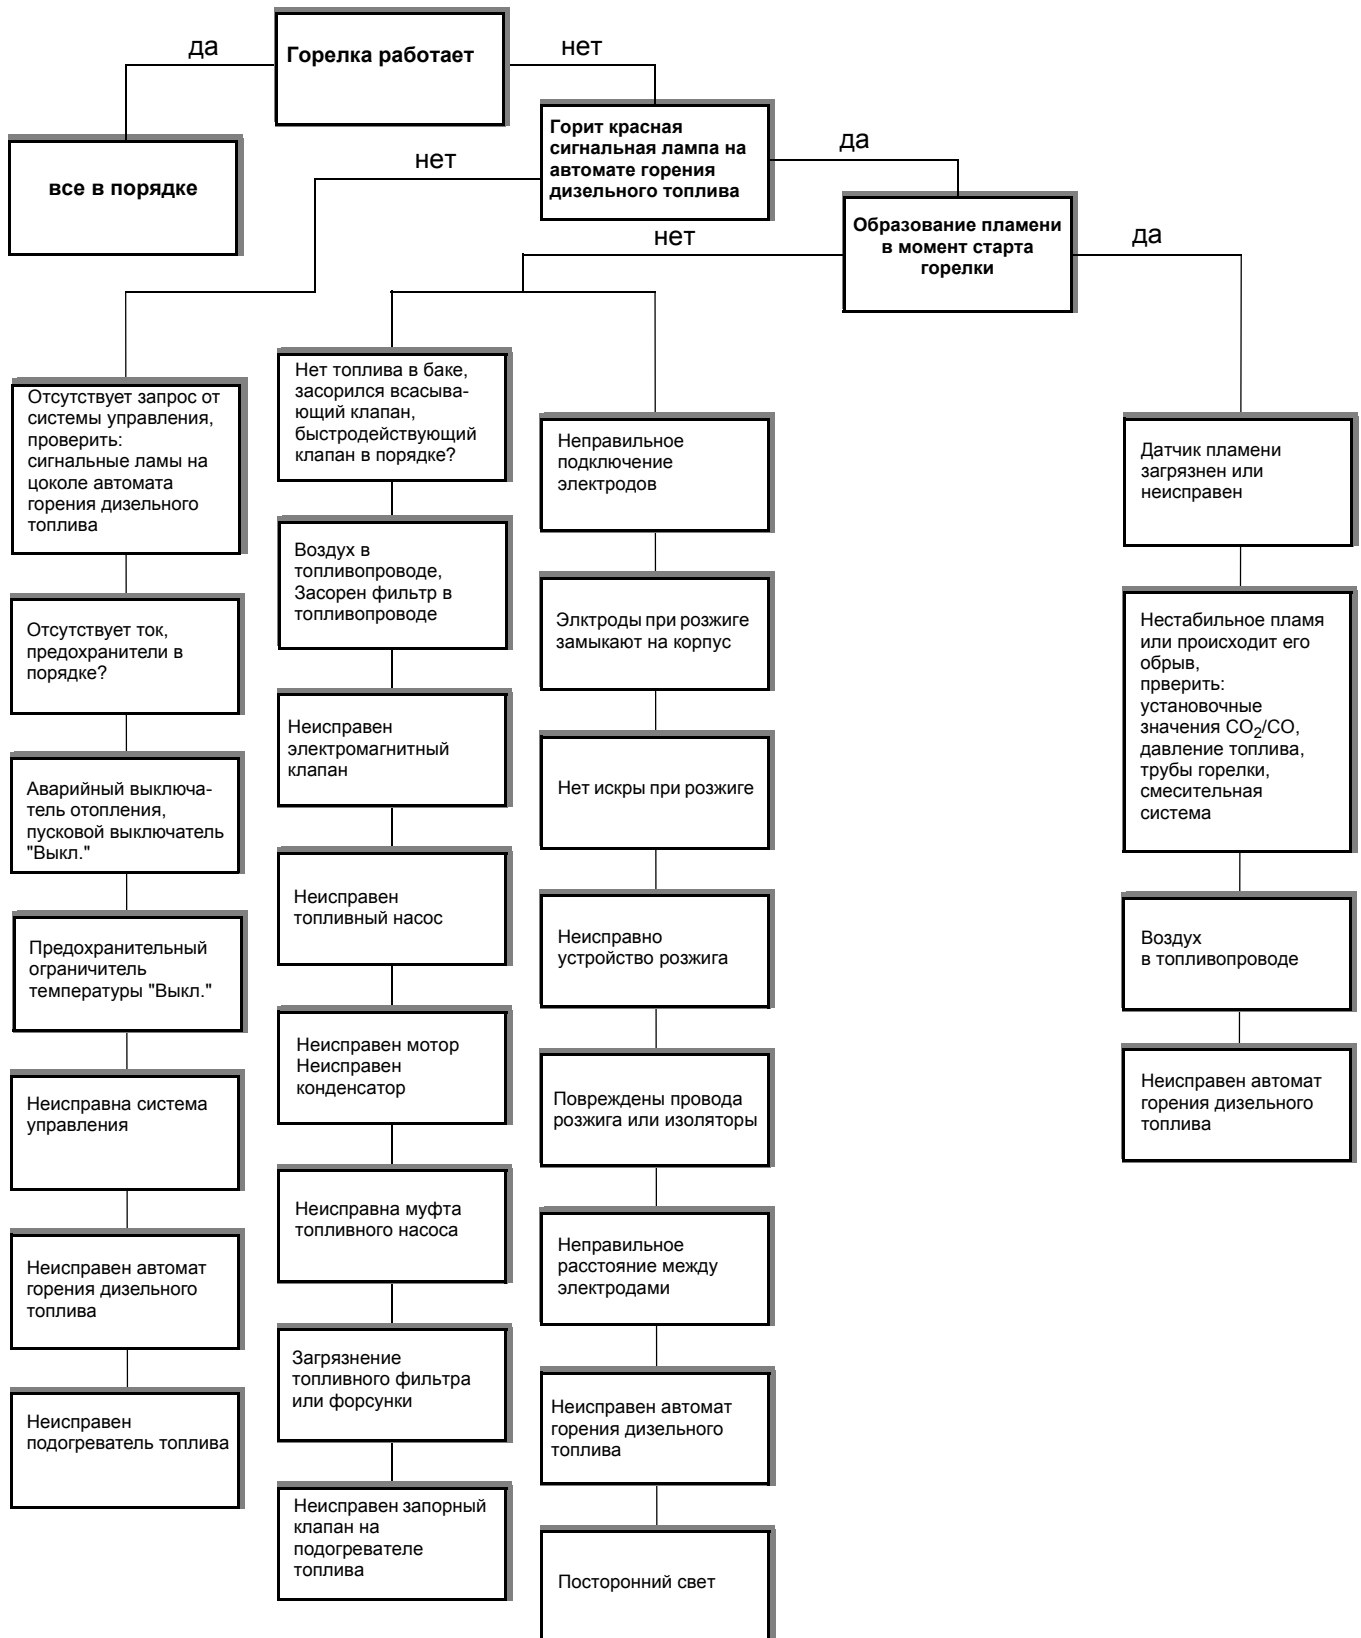 да
Горелка работает
нет
все в порядке
Горит красная
сигнальная лампа на
автомате горения
дизельного топлива
нет
да
Образование пламени
в момент старта
горелки
нет
да
Отсутствует запрос от
системы управления,
проверить:
сигнальные ламы на
цоколе автомата
горения дизельного
топлива
Отсутствует ток,
предохранители в
порядке?
Аварийный выключа-
тель отопления,
пусковой выключатель
"Выкл."
Предохранительный
ограничитель
температуры "Выкл."
Неисправна система
управления
Неисправен автомат
горения дизельного
топлива
Неисправен
подогреватель топлива
Нет топлива в баке,
засорился всасыва-
ющий клапан,
быстродействующий
клапан в порядке?
Воздух в
топливопроводе,
Засорен фильтр в
топливопроводе
Неисправен
электромагнитный
клапан
Неисправен
топливный насос
Неисправен мотор
Неисправен
конденсатор
Неисправна муфта
топливного насоса
Загрязнение
топливного фильтра
или форсунки
Неисправен запорный
клапан на
подогревателе
топлива
Неправильное
подключение
электродов
Элктроды при розжиге
замыкают на корпус
Нет искры при розжиге
Неисправно
устройство розжига
Повреждены провода
розжига или изоляторы
Неправильное
расстояние между
электродами
Неисправен автомат
горения дизельного
топлива
Посторонний свет
Датчик пламени
загрязнен или
неисправен
Нестабильное пламя
или происходит его
обрыв,
прверить:
установочные
значения CO₂/CO,
давление топлива,
трубы горелки,
смесительная
система
Воздух
в топливопроводе
Неисправен автомат
горения дизельного
топлива